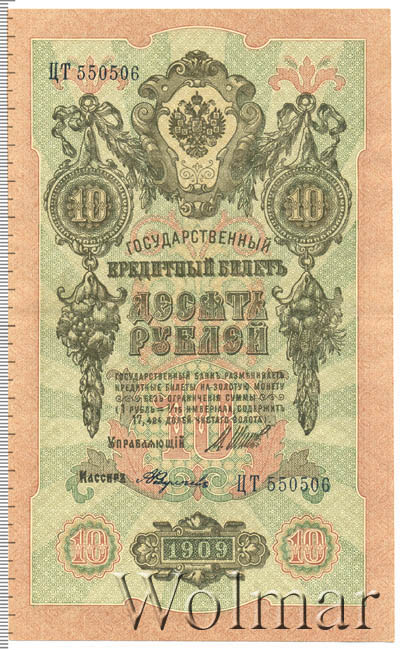 ЦТ 550506
10 10
ГОСУДАРСТВЕННЫЙ
КРЕДИТНЫЙ БИЛЕТЪ
ДЕСЯТЬ
РУБЛЕЙ
ГОСУДАРСТВЕННЫЙ БАНКЪ РАЗМѢНИВАЕТЪ
КРЕДИТНЫЕ БИЛЕТЫ НА ЗОЛОТУЮ МОНЕТУ
БЕЗЪ ОГРАНИЧЕНІЯ СУММЫ
(1 РУБЛЬ = 1/15 ИМПЕРІАЛА, СОДЕРЖИТЪ
17,424 ДОЛЕЙ ЧИСТАГО ЗОЛОТА).
УПРАВЛЯЮЩІЙ
10
Кассиръ
ЦТ 550506
10 1909 10
Wolmar